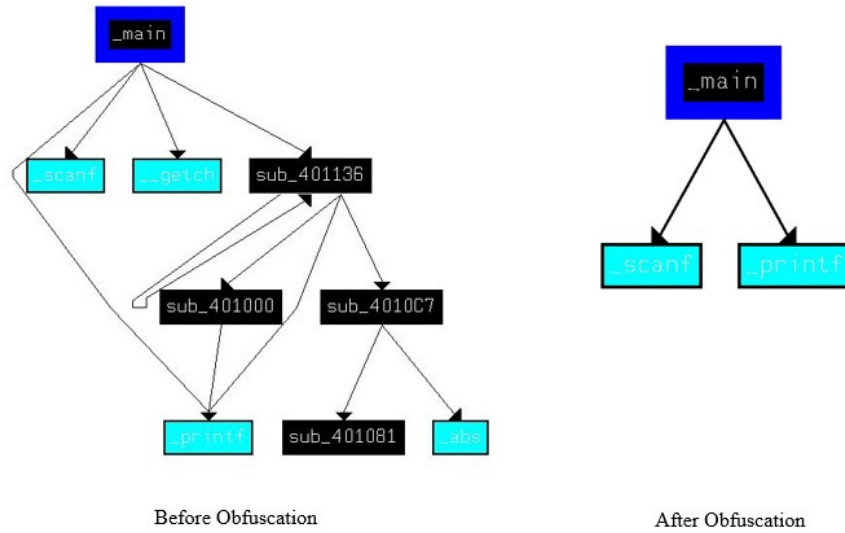 _main
_scanf
__getch
sub_401136
sub_401000
sub_4010C7
_printf
sub_401081
_abs
Before Obfuscation
_main
_scanf
_printf
After Obfuscation